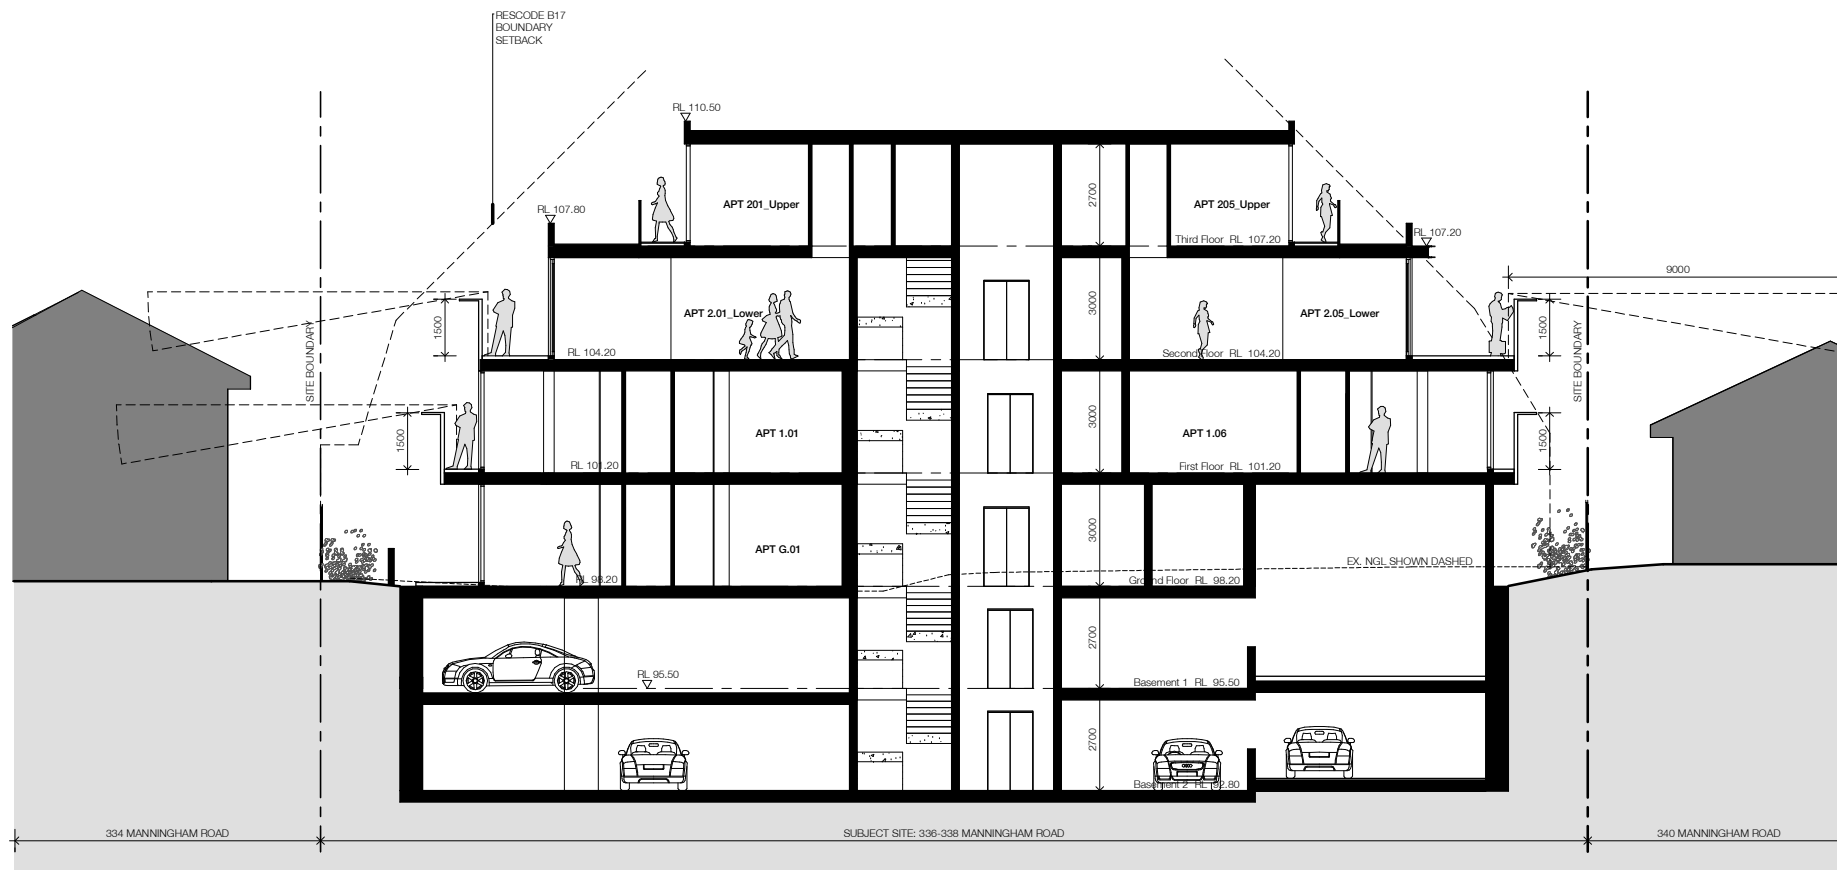 RESCODE B17
BOUNDARY
SETBACK
RL 110.50
RL 107.80
2700
APT 201_Upper
APT 205_Upper
Third Floor RL 107.20
RL 107.20
9000
1500
SITE BOUNDARY
APT 2.01_Lower
3000
APT 2.05_Lower
1500
SITE BOUNDARY
RL 104.20
Second Floor RL 104.20
1500
APT 1.01
3000
APT 1.06
1500
RL 101.20
First Floor RL 101.20
APT G.01
3000
EX. NGL SHOWN DASHED
RL 98.20
Ground Floor RL 98.20
2700
RL 95.50
Basement 1 RL 95.50
2700
Basement 2 RL 92.80
334 MANNINGHAM ROAD
SUBJECT SITE: 336-338 MANNINGHAM ROAD
340 MANNINGHAM ROAD